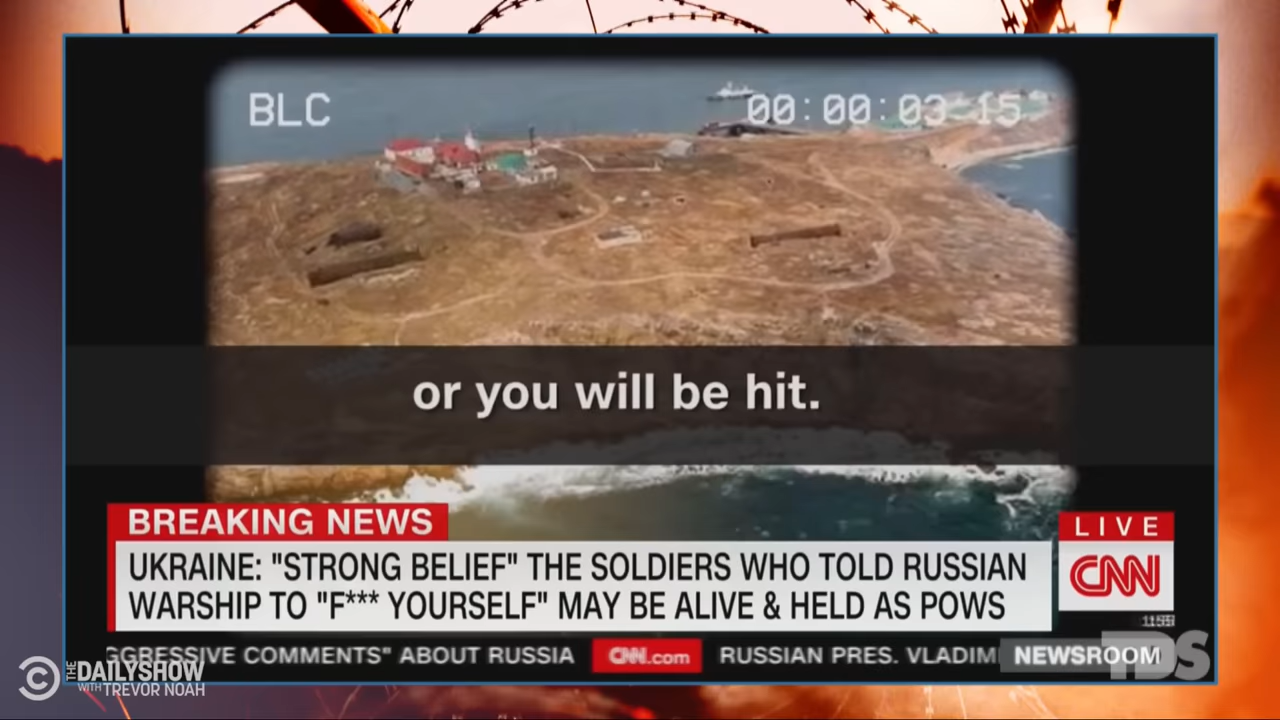 BLC
00:00:03 15
or you will be hit.
BREAKING NEWS
UKRAINE: "STRONG BELIEF" THE SOLDIERS WHO TOLD RUSSIAN
WARSHIP TO "F*** YOURSELF" MAY BE ALIVE & HELD AS POWS
LIVE
CNN
GGRESSIVE COMMENTS" ABOUT RUSSIA
CNN.com
RUSSIAN PRES. VLADIM
NEWSROOM
TDS
THE
DAILYSHOW
WITH TREVOR NOAH